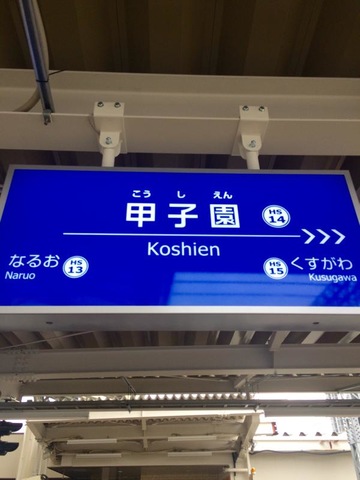 こうしえん
甲子園 HS 14
Koshien
なるお HS 13
Naruo
HS 15 くすがわ
Kusugawa